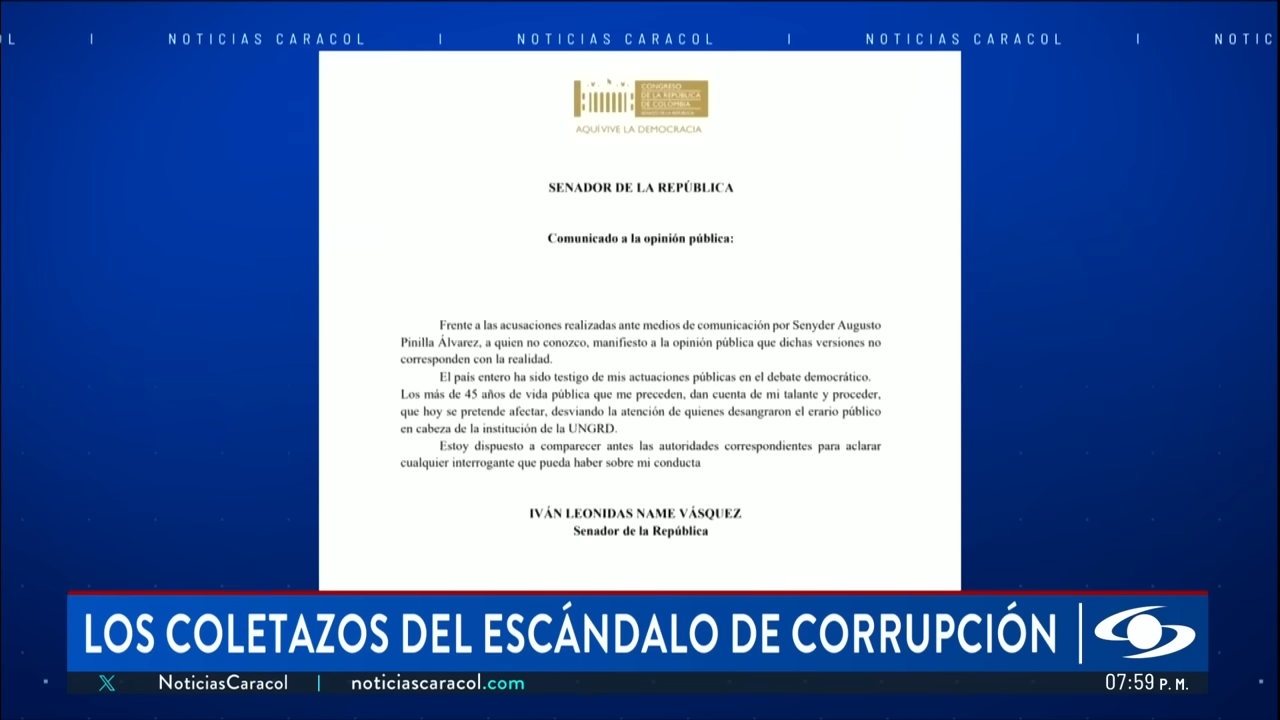 L | NOTICIAS CARACOL | NOTICIAS CARACOL | NOTICIAS CARACOL | NOTIC
CONGRESO
DE LA REPÚBLICA
DE COLOMBIA
AQUÍ VIVE LA DEMOCRACIA
SENADOR DE LA REPÚBLICA
Comunicado a la opinión pública:
Frente a las acusaciones realizadas ante medios de comunicación por Senyder Augusto
Pinilla Álvarez, a quien no conozco, manifiesto a la opinión pública que dichas versiones no
corresponden con la realidad.
El país entero ha sido testigo de mis actuaciones públicas en el debate democrático.
Los más de 45 años de vida pública que me preceden, dan cuenta de mi talante y proceder,
que hoy se pretende afectar, desviando la atención de quienes desangraron el erario público
en cabeza de la institución de la UNGRD.
Estoy dispuesto a comparecer antes las autoridades correspondientes para aclarar
cualquier interrogante que pueda haber sobre mi conducta
IVÁN LEONIDAS NAME VÁSQUEZ
Senador de la República
LOS COLETAZOS DEL ESCÁNDALO DE CORRUPCIÓN
X NoticiasCaracol | noticiascaracol.com 07:59 P. M.